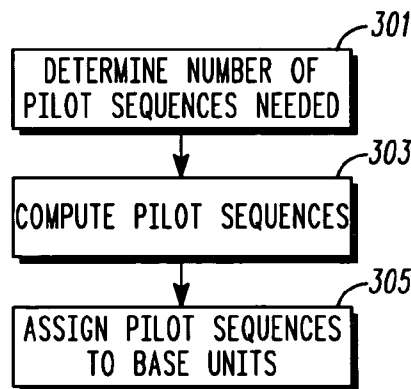 301
DETERMINE NUMBER OF
PILOT SEQUENCES NEEDED
303
COMPUTE PILOT SEQUENCES
305
ASSIGN PILOT SEQUENCES
TO BASE UNITS